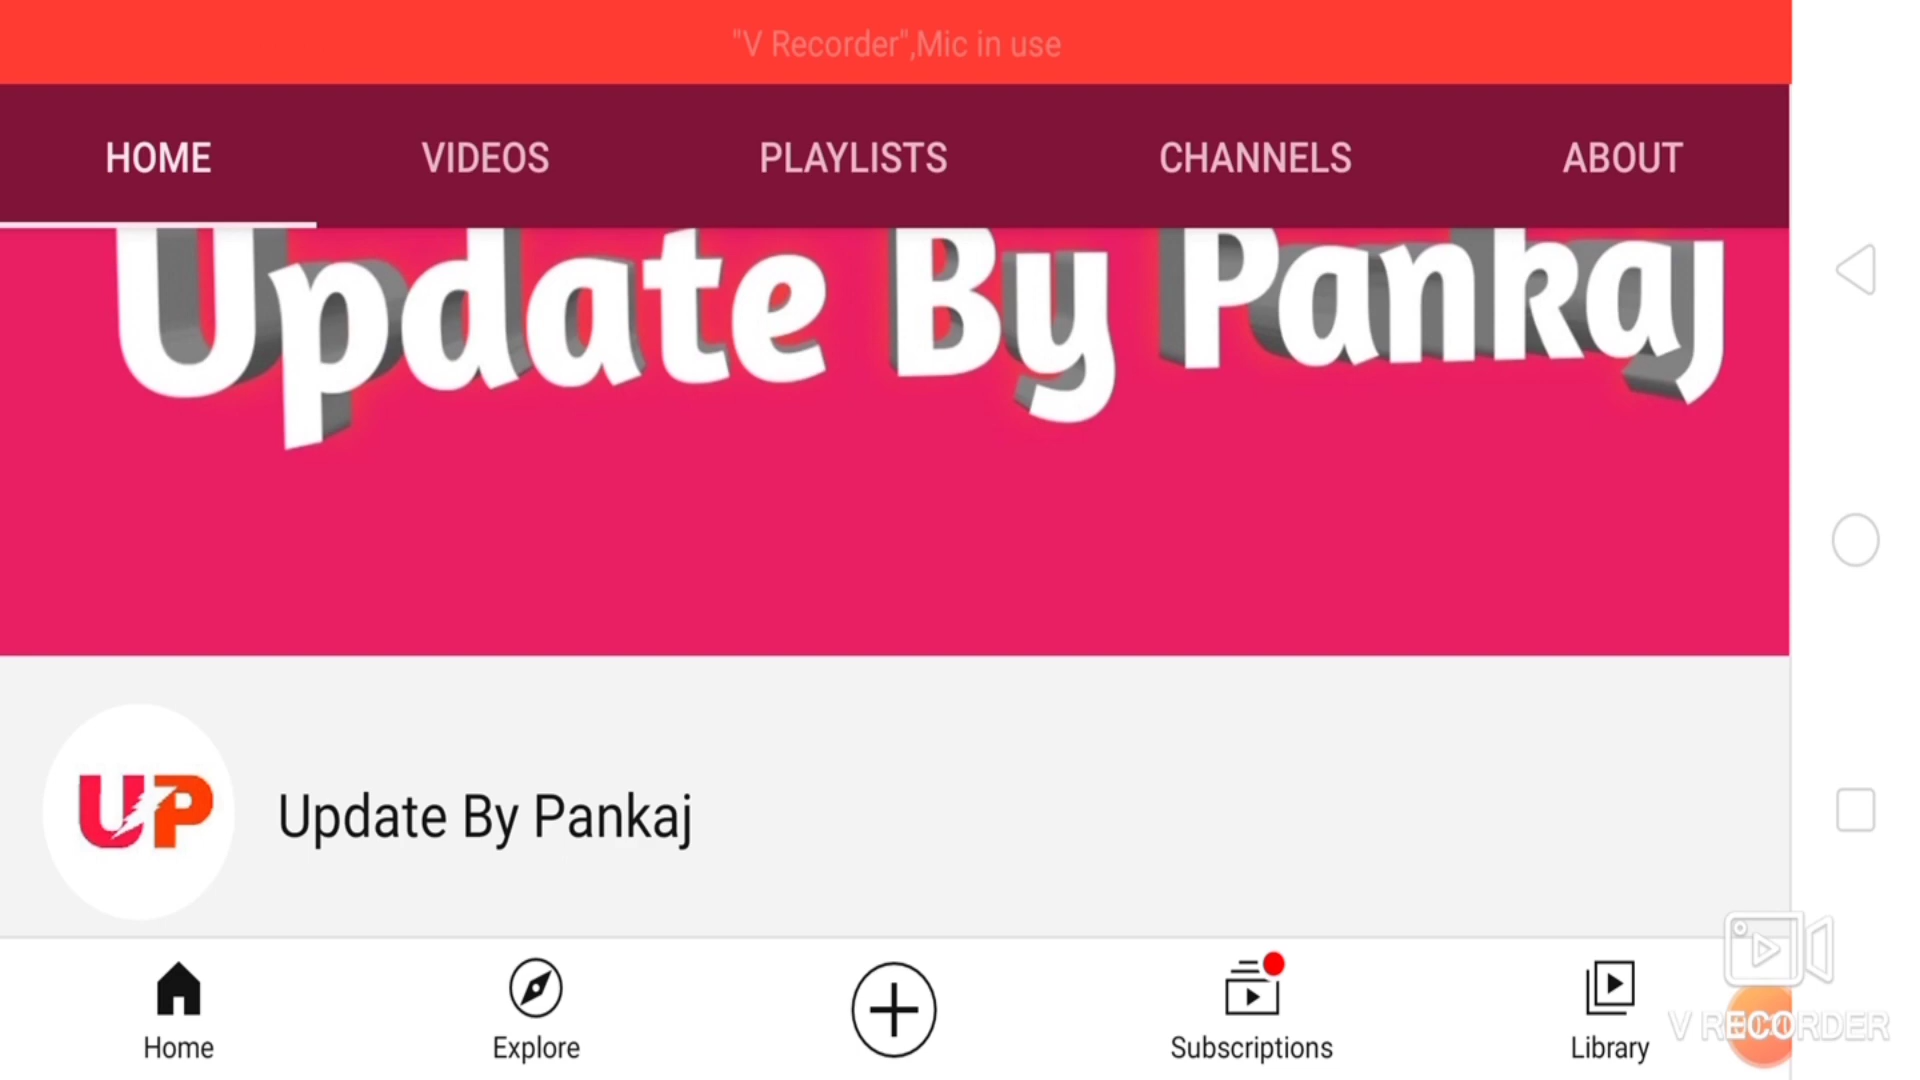 "V Recorder",Mic in use
HOME VIDEOS PLAYLISTS CHANNELS ABOUT
Update By Pankaj
UP
Update By Pankaj
Home Explore Subscriptions Library
V RECORDER